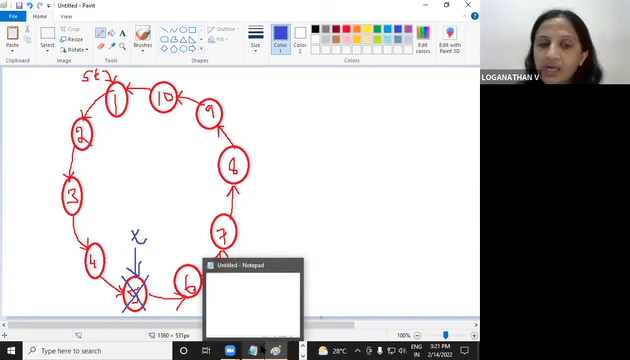 Untitled - Paint
File
Home
View
Paste
Clipboard
Select
Crop
Resize
Rotate
Image
Tools
Brushes
Outline
Fill
Shapes
Size
Color 1
Color 2
Colors
Edit colors
Edit with Paint 3D
LOGANATHAN V
1
10
9
2
8
3
7
x
4
5
6
Untitled - Notepad
1360 × 531px
100%
Type here to search
28°C
ENG
IN
3:21 PM
2/14/2022